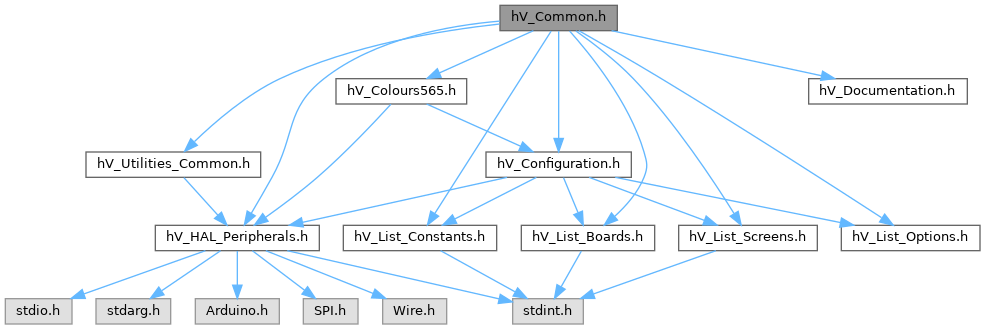 hV_Common.h
hV_Colours565.h
hV_Documentation.h
hV_Utilities_Common.h
hV_Configuration.h
hV_HAL_Peripherals.h
hV_List_Constants.h
hV_List_Boards.h
hV_List_Screens.h
hV_List_Options.h
stdio.h
stdarg.h
Arduino.h
SPI.h
Wire.h
stdint.h